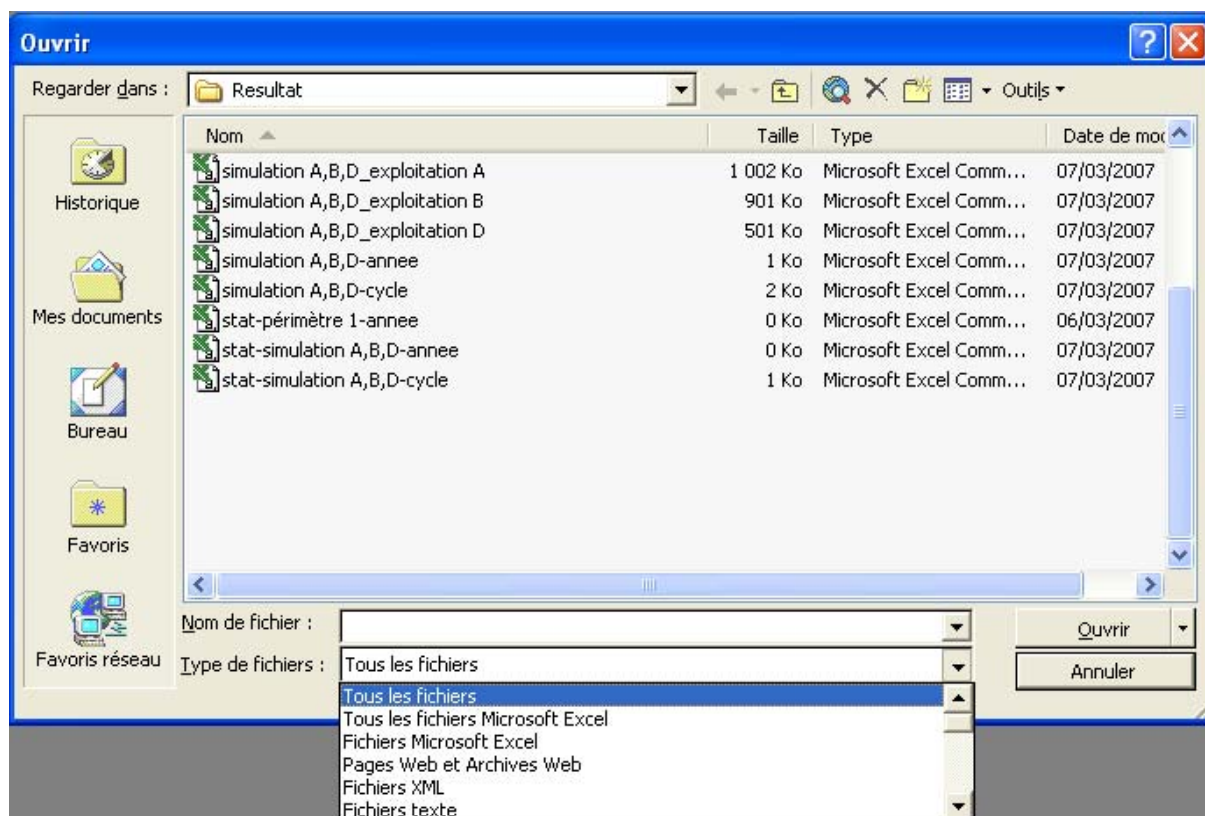 Ouvrir
Regarder dans :
Resultat
Outils
Historique
Mes documents
Bureau
Favoris
Favoris réseau
Nom Taille Type Date de moc
simulation A,B,D_exploitation A 1 002 Ko Microsoft Excel Comm... 07/03/2007
simulation A,B,D_exploitation B 901 Ko Microsoft Excel Comm... 07/03/2007
simulation A,B,D_exploitation D 501 Ko Microsoft Excel Comm... 07/03/2007
simulation A,B,D-annee 1 Ko Microsoft Excel Comm... 07/03/2007
simulation A,B,D-cycle 2 Ko Microsoft Excel Comm... 07/03/2007
stat-périmètre 1-annee 0 Ko Microsoft Excel Comm... 06/03/2007
stat-simulation A,B,D-annee 0 Ko Microsoft Excel Comm... 07/03/2007
stat-simulation A,B,D-cycle 1 Ko Microsoft Excel Comm... 07/03/2007
Nom de fichier :
Ouvrir
Type de fichiers : Tous les fichiers
Annuler
Tous les fichiers
Tous les fichiers Microsoft Excel
Fichiers Microsoft Excel
Pages Web et Archives Web
Fichiers XML
Fichiers texte